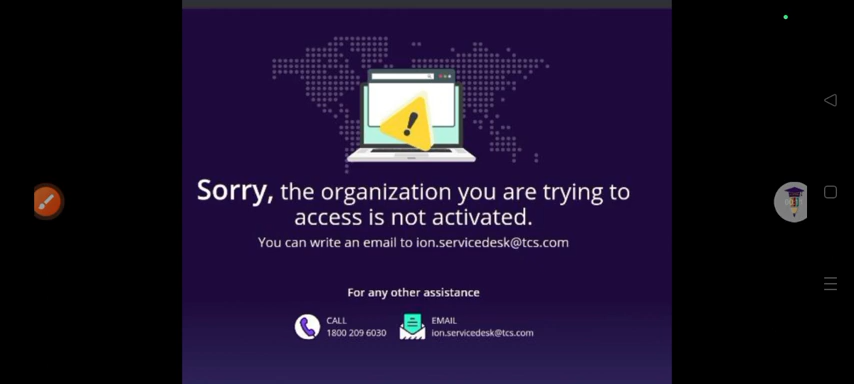 Sorry, the organization you are trying to
access is not activated.
You can write an email to ion.servicedesk@tcs.com
For any other assistance
CALL
1800 209 6030
EMAIL
ion.servicedesk@tcs.com